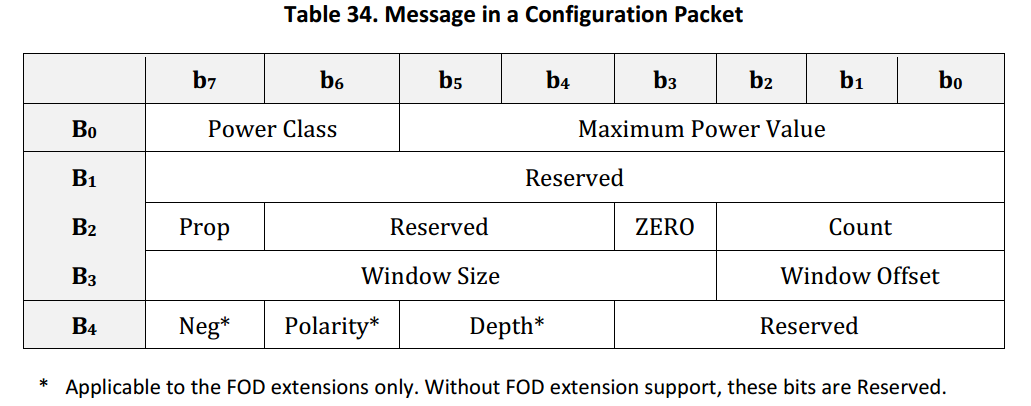 Table 34. Message in a Configuration Packet
b₇ b₆ b₅ b₄ b₃ b₂ b₁ b₀
B₀ Power Class Maximum Power Value
B₁ Reserved
B₂ Prop Reserved ZERO Count
B₃ Window Size Window Offset
B₄ Neg* Polarity* Depth* Reserved
* Applicable to the FOD extensions only. Without FOD extension support, these bits are Reserved.